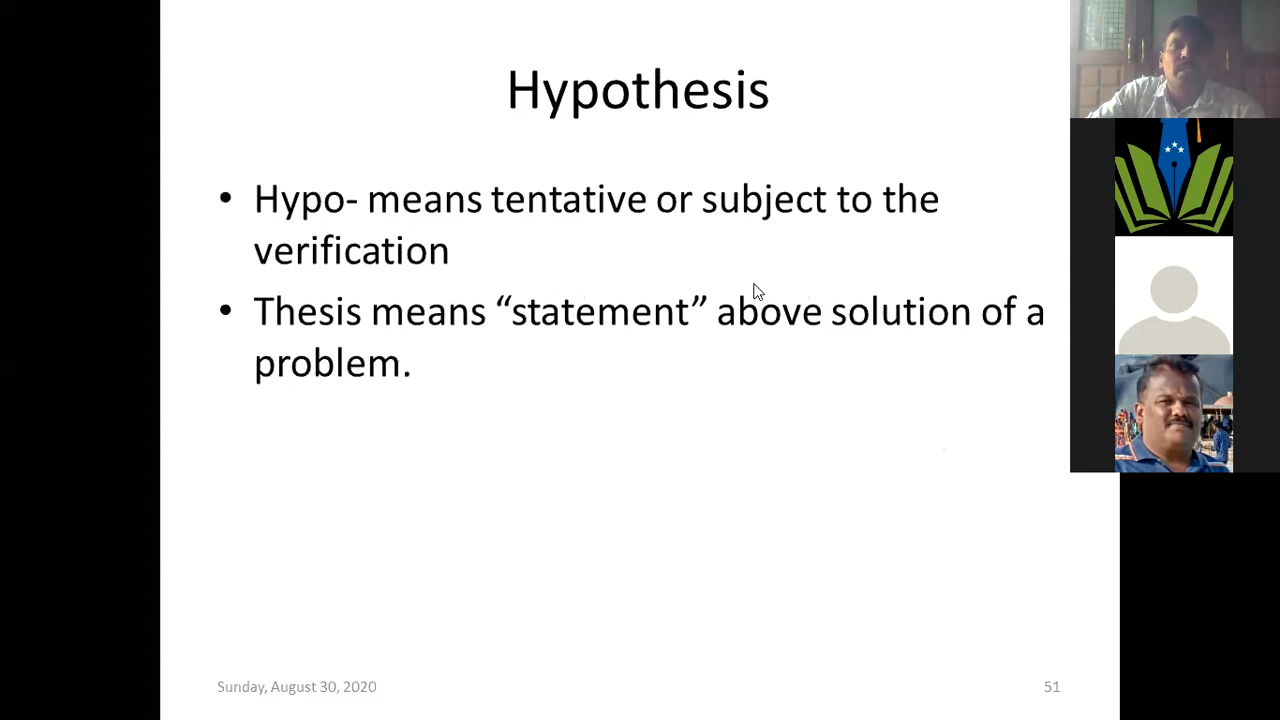 Hypothesis
• Hypo- means tentative or subject to the
verification
• Thesis means “statement” above solution of a
problem.
Sunday, August 30, 2020
51